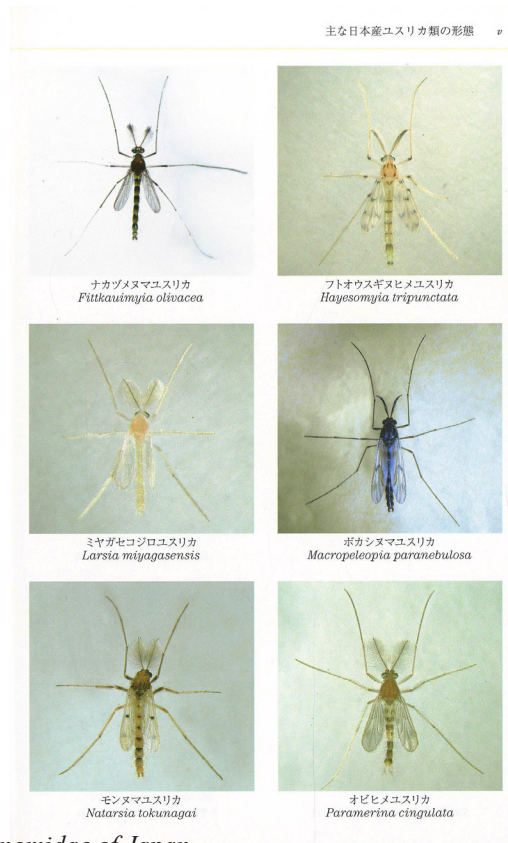 主な日本産ユスリカ類の形態 v
ナカヅメヌマユスリカ
Fittkauimyia olivacea
フトオウスギヌヒメユスリカ
Hayesomyia tripunctata
ミヤガセコジロユスリカ
Larsia miyagasensis
ボカシヌマユスリカ
Macropelopia paranebulosa
モンヌマユスリカ
Natarsia tokunagai
オビヒメユスリカ
Paramerina cingulata
of Japan